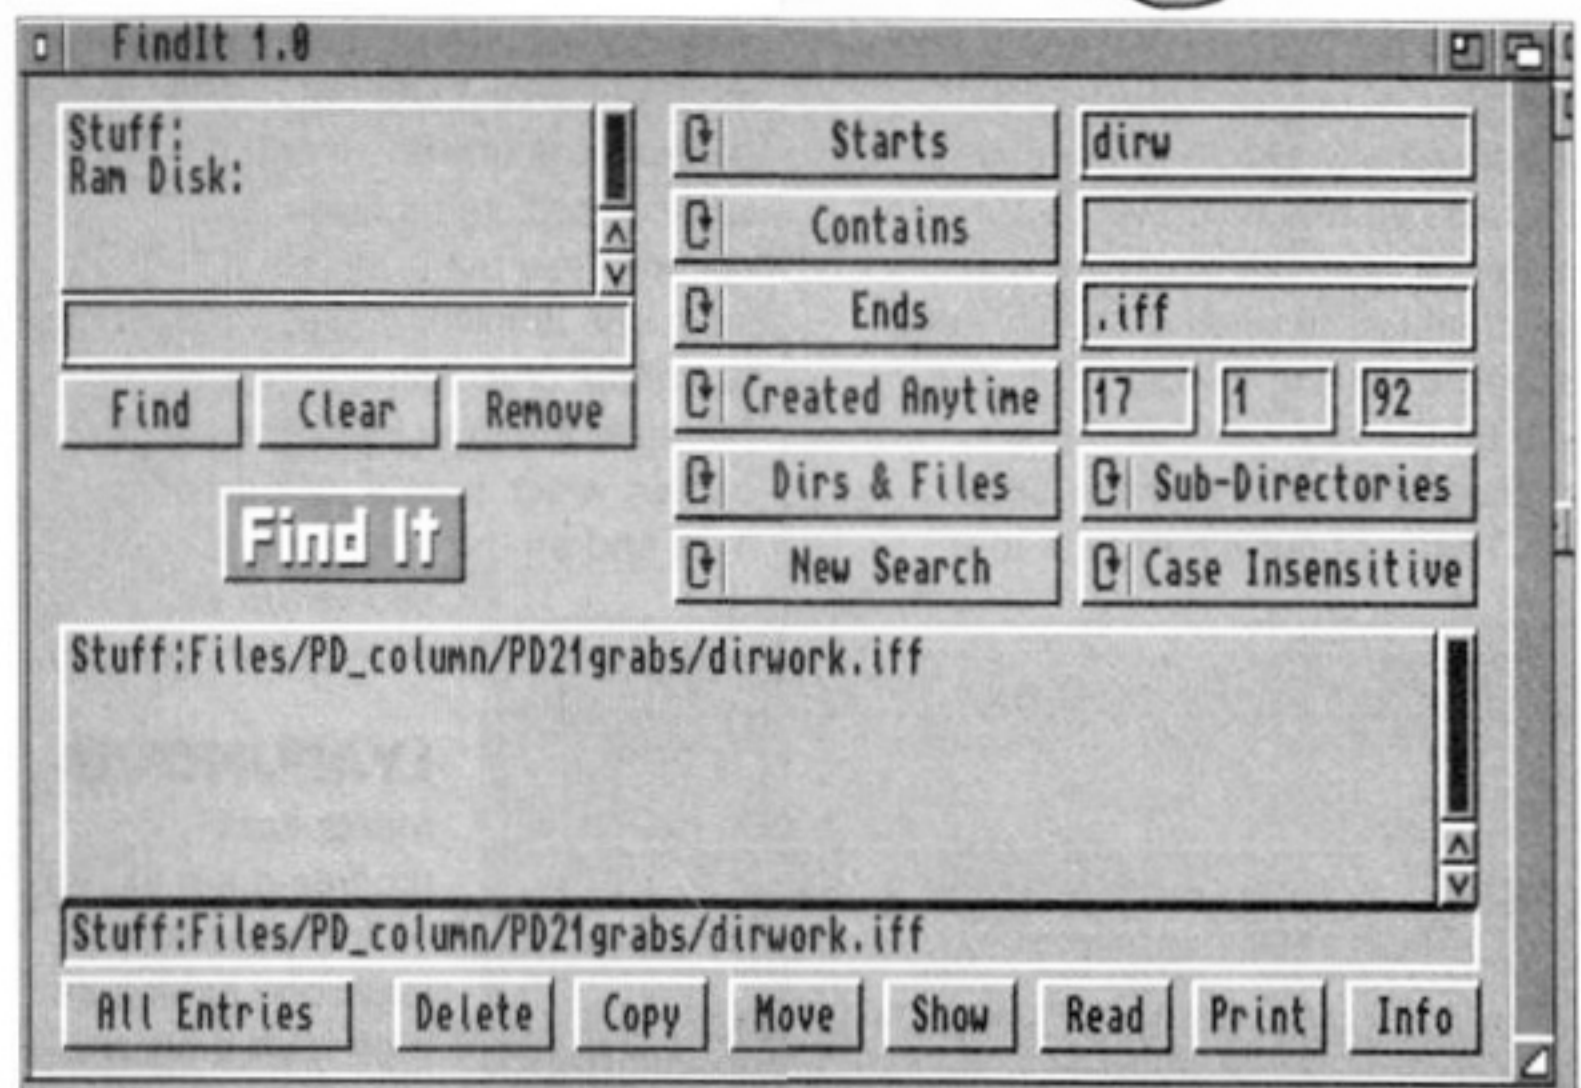 FindIt 1.0
Stuff:
Ram Disk:
Find
Clear
Remove
Find It
Starts
dirw
Contains
Ends
.iff
Created Anytime
17
1
92
Dirs & Files
Sub-Directories
New Search
Case Insensitive
Stuff:Files/PD_column/PD21grabs/dirwork.iff
Stuff:Files/PD_column/PD21grabs/dirwork.iff
All Entries
Delete
Copy
Move
Show
Read
Print
Info